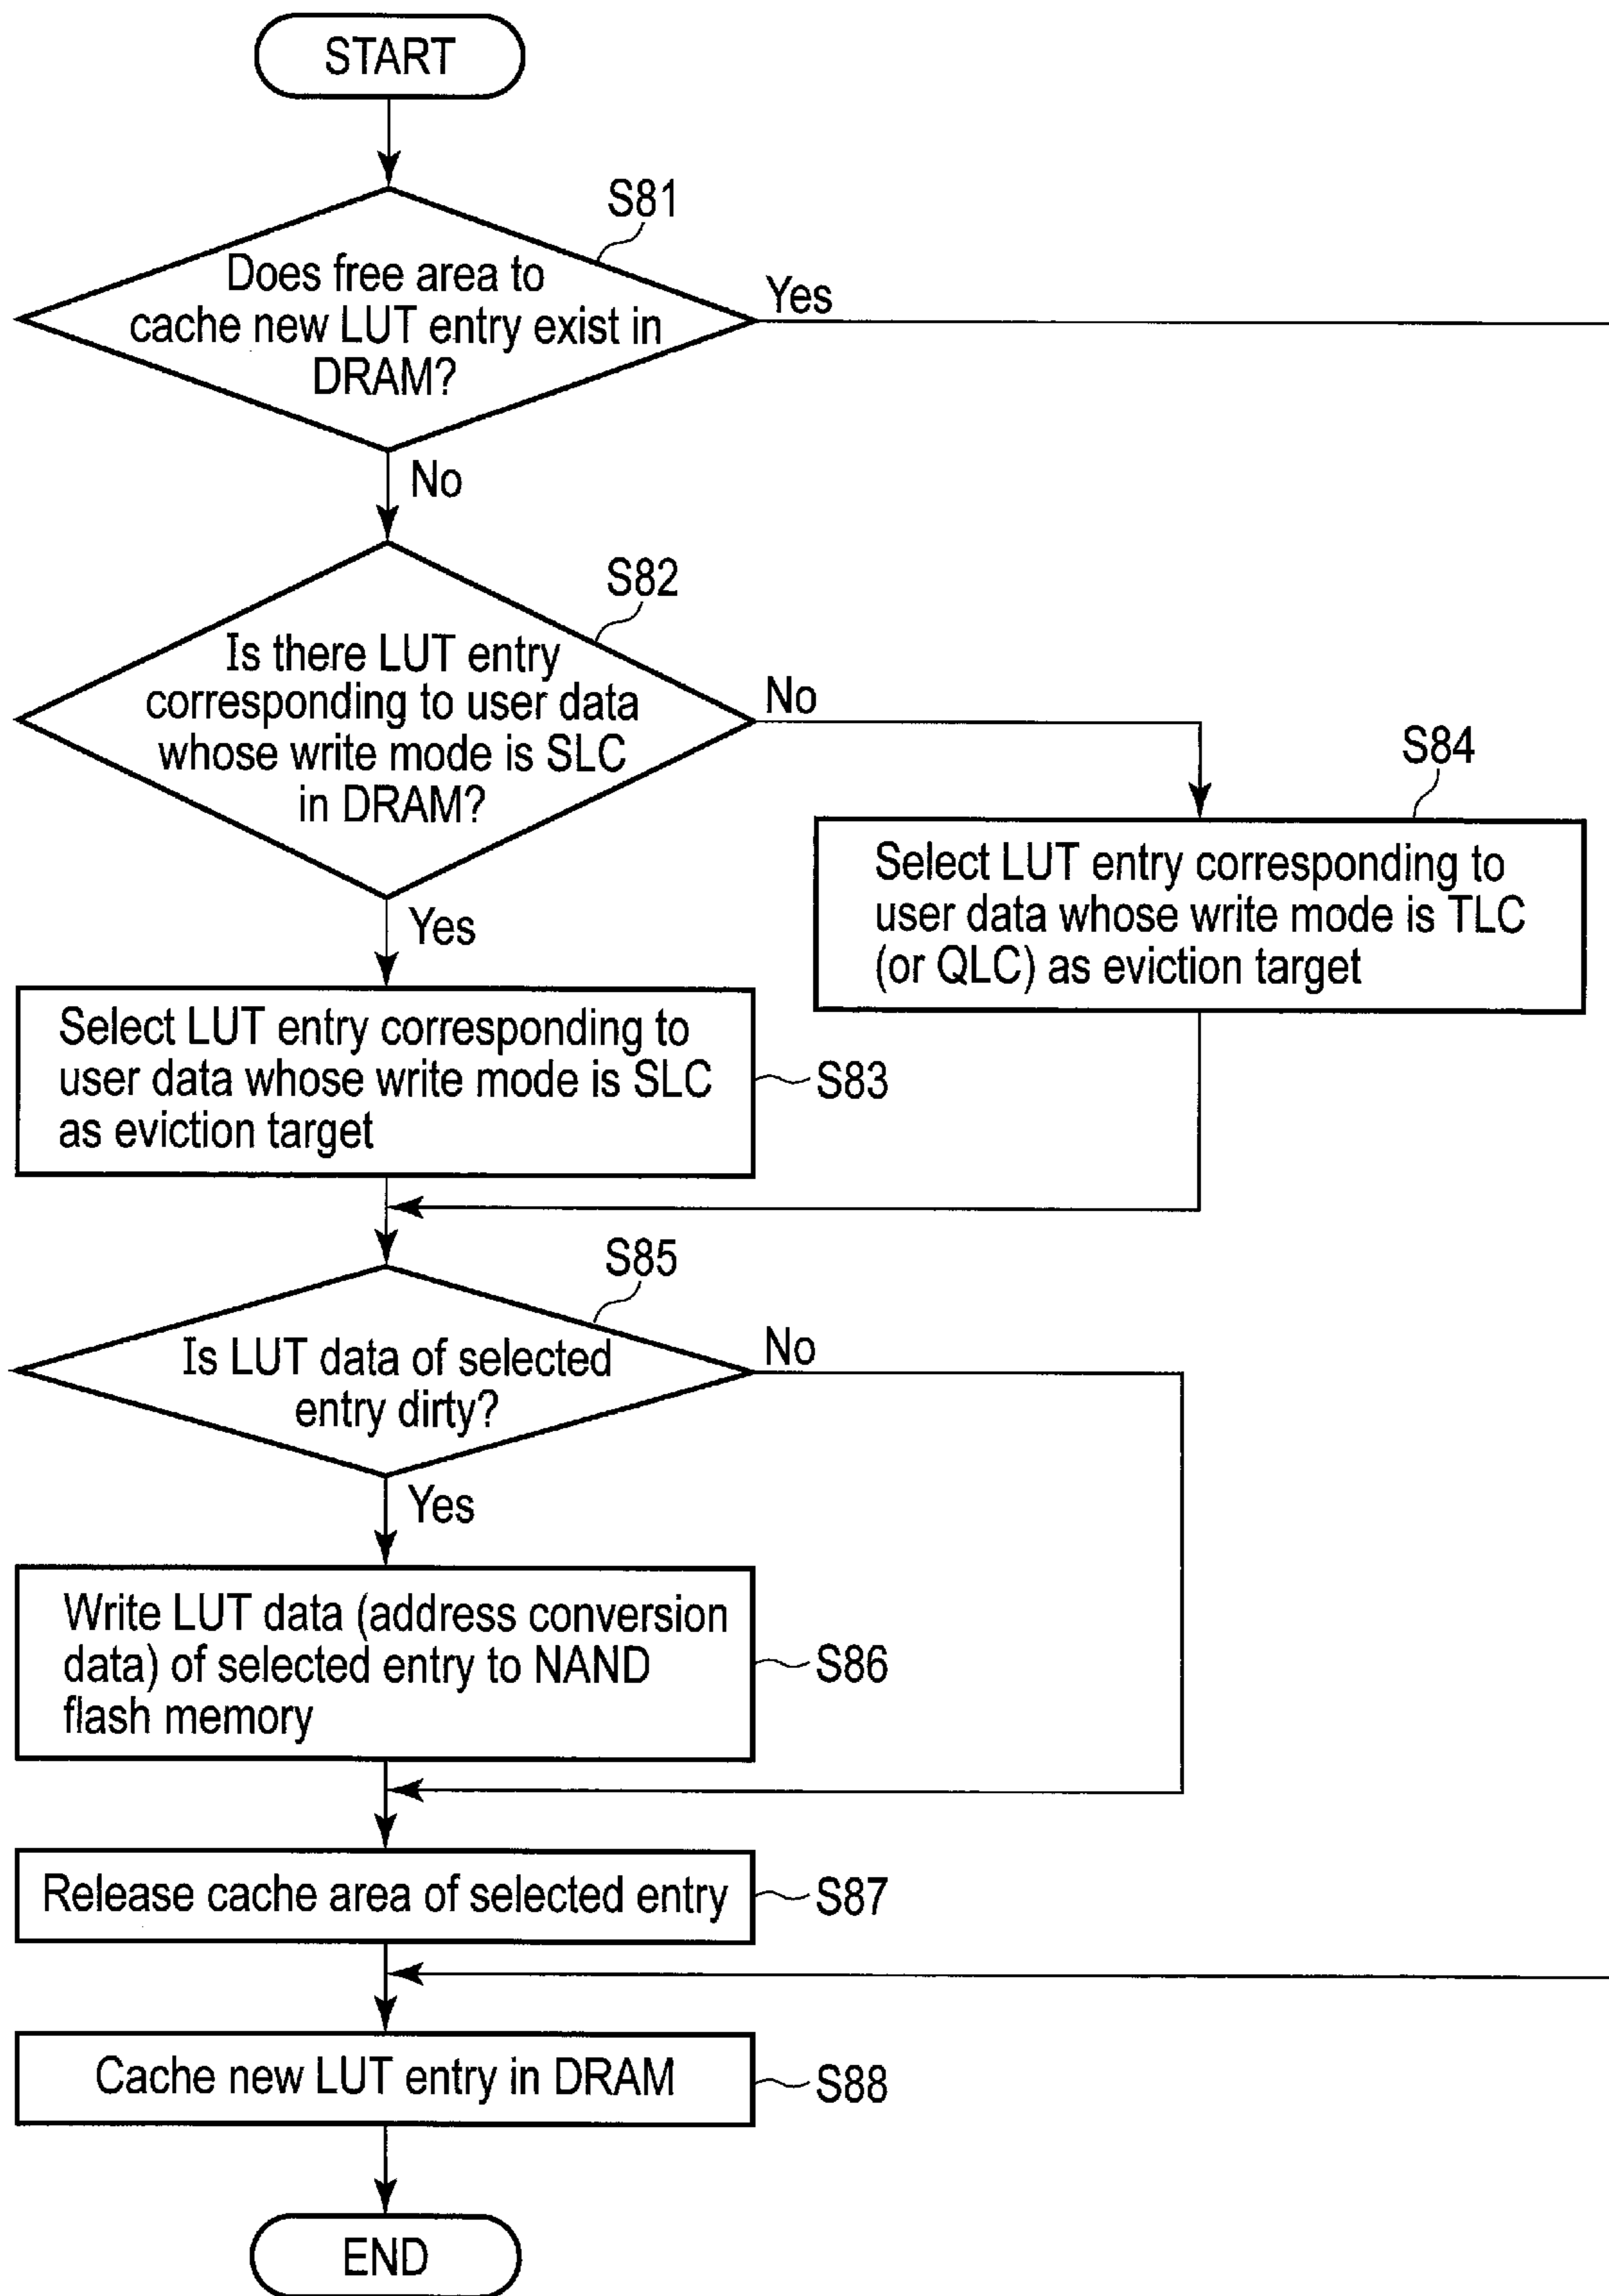 START
S81
Does free area to
cache new LUT entry exist in
DRAM?
Yes
No
S82
Is there LUT entry
corresponding to user data
whose write mode is SLC
in DRAM?
No
S84
Select LUT entry corresponding to
user data whose write mode is TLC
(or QLC) as eviction target
Yes
Select LUT entry corresponding to
user data whose write mode is SLC
as eviction target
S83
S85
Is LUT data of selected
entry dirty?
No
Yes
Write LUT data (address conversion
data) of selected entry to NAND
flash memory
S86
Release cache area of selected entry
S87
Cache new LUT entry in DRAM
S88
END